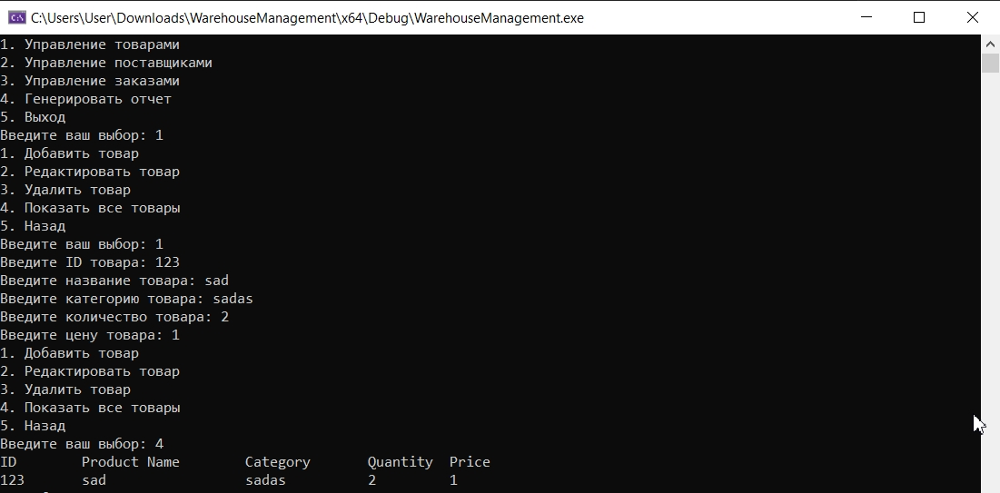 C:\Users\User\Downloads\WarehouseManagement\x64\Debug\WarehouseManagement.exe
1. Управление товарами
2. Управление поставщиками
3. Управление заказами
4. Генерировать отчет
5. Выход
Введите ваш выбор: 1
1. Добавить товар
2. Редактировать товар
3. Удалить товар
4. Показать все товары
5. Назад
Введите ваш выбор: 1
Введите ID товара: 123
Введите название товара: sad
Введите категорию товара: sadas
Введите количество товара: 2
Введите цену товара: 1
1. Добавить товар
2. Редактировать товар
3. Удалить товар
4. Показать все товары
5. Назад
Введите ваш выбор: 4
ID Product Name Category Quantity Price
123 sad sadas 2 1